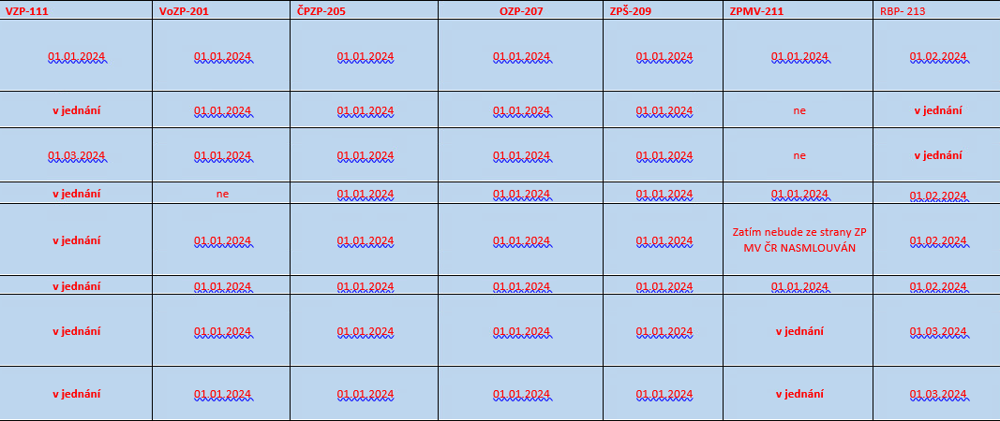 VZP-111 VoZP-201 ČPZP-205 OZP-207 ZPŠ-209 ZPMV-211 RBP- 213
01.01.2024 01.01.2024 01.01.2024 01.01.2024 01.01.2024 01.01.2024 01.02.2024
v jednání 01.01.2024 01.01.2024 01.01.2024 01.01.2024 ne v jednání
01.03.2024 01.01.2024 01.01.2024 01.01.2024 01.01.2024 ne v jednání
v jednání ne 01.01.2024 01.01.2024 01.01.2024 01.01.2024 01.02.2024
v jednání 01.01.2024 01.01.2024 01.01.2024 01.01.2024 Zatím nebude ze strany ZP
MV ČR NASMLOUVÁN 01.02.2024
v jednání 01.01.2024 01.01.2024 01.01.2024 01.01.2024 01.01.2024 01.02.2024
v jednání 01.01.2024 01.01.2024 01.01.2024 01.01.2024 v jednání 01.03.2024
v jednání 01.01.2024 01.01.2024 01.01.2024 01.01.2024 v jednání 01.03.2024